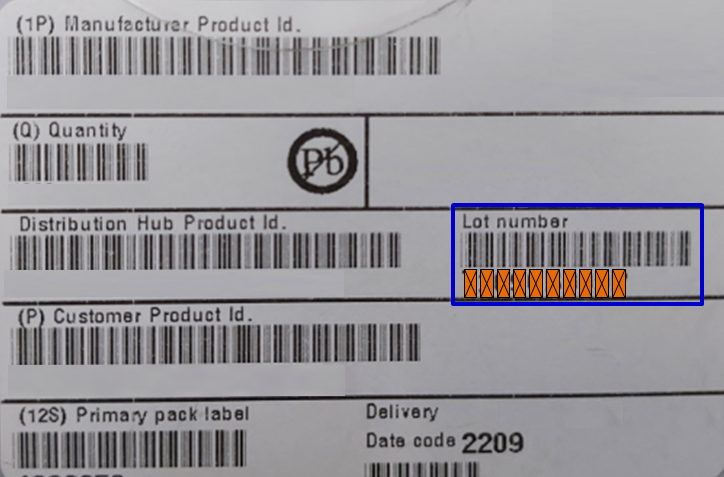 (1P) Manufacturer Product Id.
(Q) Quantity
Pb
Distribution Hub Product Id.
Lot number
(P) Customer Product Id.
(12S) Primary pack label
Delivery
Date code 2209